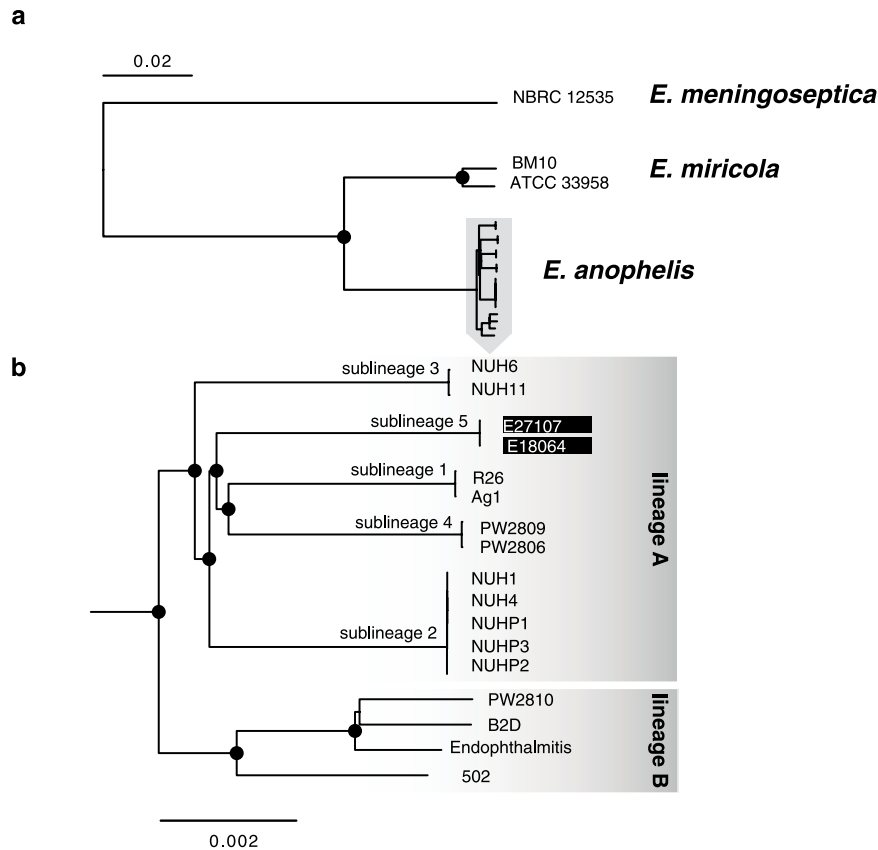 a
0.02
NBRC 12535
E. meningoseptica
BM10
ATCC 33958
E. miricola
E. anophelis
b
sublineage 3
NUH6
NUH11
sublineage 5
E27107
E18064
sublineage 1
R26
Ag1
sublineage 4
PW2809
PW2806
NUH1
NUH4
NUHP1
sublineage 2
NUHP3
NUHP2
lineage A
PW2810
B2D
Endophthalmitis
502
lineage B
0.002